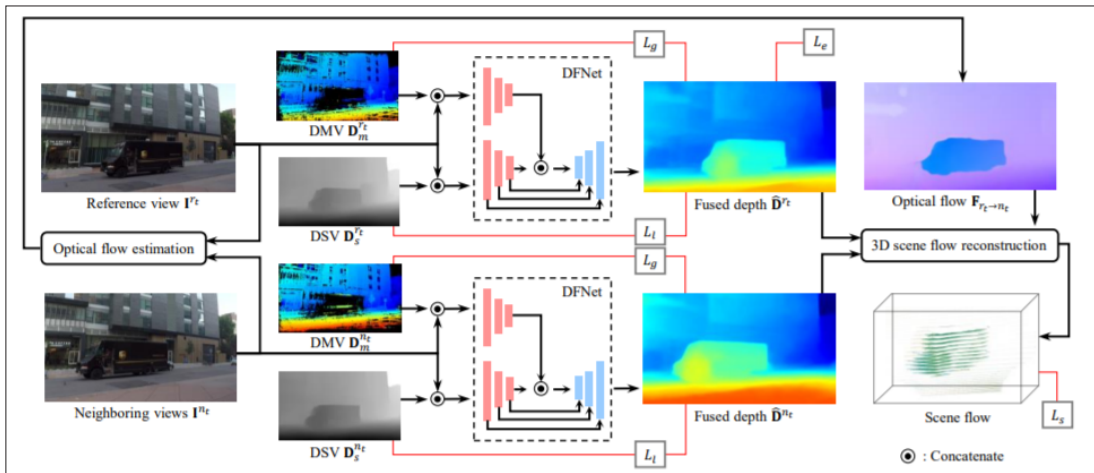 L_g
L_e
DFNet
DMV D_m^{r_t}
Reference view I^{r_t}
DSV D_s^{r_t}
Fused depth D̂^{r_t}
Optical flow F_{r_t→n_t}
L_l
Optical flow estimation
3D scene flow reconstruction
L_g
DFNet
DMV D_m^{n_t}
Neighboring views I^{n_t}
DSV D_s^{n_t}
Fused depth D̂^{n_t}
Scene flow
L_s
L_l
: Concatenate